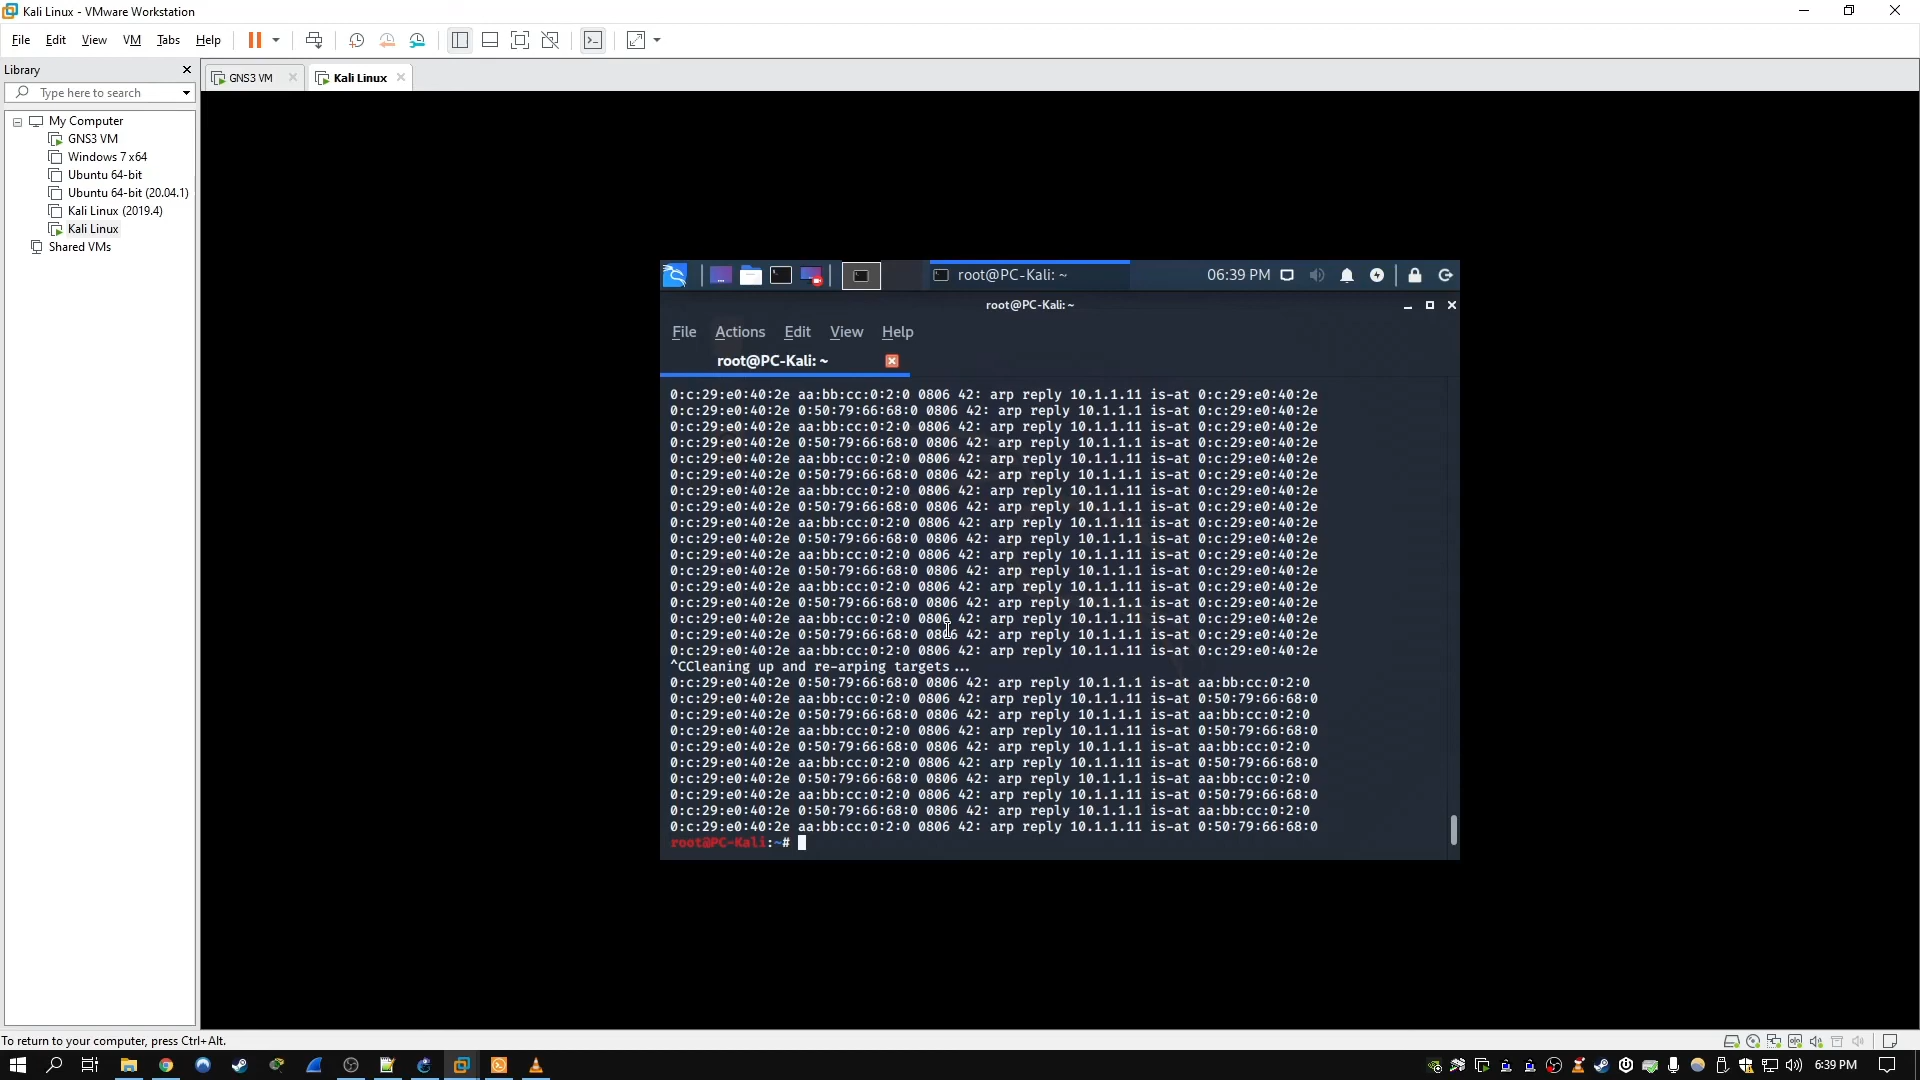 Kali Linux - VMware Workstation
File Edit View VM Tabs Help
Library
Type here to search
GNS3 VM
Kali Linux
My Computer
GNS3 VM
Windows 7 x64
Ubuntu 64-bit
Ubuntu 64-bit (20.04.1)
Kali Linux (2019.4)
Kali Linux
Shared VMs
root@PC-Kali: ~
06:39 PM
root@PC-Kali: ~
File Actions Edit View Help
root@PC-Kali: ~
0:c:29:e0:40:2e aa:bb:cc:0:2:0 0806 42: arp reply 10.1.1.11 is-at 0:c:29:e0:40:2e
0:c:29:e0:40:2e 0:50:79:66:68:0 0806 42: arp reply 10.1.1.1 is-at 0:c:29:e0:40:2e
0:c:29:e0:40:2e aa:bb:cc:0:2:0 0806 42: arp reply 10.1.1.11 is-at 0:c:29:e0:40:2e
0:c:29:e0:40:2e 0:50:79:66:68:0 0806 42: arp reply 10.1.1.1 is-at 0:c:29:e0:40:2e
0:c:29:e0:40:2e aa:bb:cc:0:2:0 0806 42: arp reply 10.1.1.11 is-at 0:c:29:e0:40:2e
0:c:29:e0:40:2e 0:50:79:66:68:0 0806 42: arp reply 10.1.1.1 is-at 0:c:29:e0:40:2e
0:c:29:e0:40:2e aa:bb:cc:0:2:0 0806 42: arp reply 10.1.1.11 is-at 0:c:29:e0:40:2e
0:c:29:e0:40:2e 0:50:79:66:68:0 0806 42: arp reply 10.1.1.1 is-at 0:c:29:e0:40:2e
0:c:29:e0:40:2e aa:bb:cc:0:2:0 0806 42: arp reply 10.1.1.11 is-at 0:c:29:e0:40:2e
0:c:29:e0:40:2e 0:50:79:66:68:0 0806 42: arp reply 10.1.1.1 is-at 0:c:29:e0:40:2e
0:c:29:e0:40:2e aa:bb:cc:0:2:0 0806 42: arp reply 10.1.1.11 is-at 0:c:29:e0:40:2e
0:c:29:e0:40:2e 0:50:79:66:68:0 0806 42: arp reply 10.1.1.1 is-at 0:c:29:e0:40:2e
0:c:29:e0:40:2e aa:bb:cc:0:2:0 0806 42: arp reply 10.1.1.11 is-at 0:c:29:e0:40:2e
0:c:29:e0:40:2e 0:50:79:66:68:0 0806 42: arp reply 10.1.1.1 is-at 0:c:29:e0:40:2e
0:c:29:e0:40:2e aa:bb:cc:0:2:0 0806 42: arp reply 10.1.1.11 is-at 0:c:29:e0:40:2e
0:c:29:e0:40:2e 0:50:79:66:68:0 0806 42: arp reply 10.1.1.1 is-at 0:c:29:e0:40:2e
0:c:29:e0:40:2e aa:bb:cc:0:2:0 0806 42: arp reply 10.1.1.11 is-at 0:c:29:e0:40:2e
^CCleaning up and re-arping targets...
0:c:29:e0:40:2e 0:50:79:66:68:0 0806 42: arp reply 10.1.1.1 is-at aa:bb:cc:0:2:0
0:c:29:e0:40:2e aa:bb:cc:0:2:0 0806 42: arp reply 10.1.1.11 is-at 0:50:79:66:68:0
0:c:29:e0:40:2e 0:50:79:66:68:0 0806 42: arp reply 10.1.1.1 is-at aa:bb:cc:0:2:0
0:c:29:e0:40:2e aa:bb:cc:0:2:0 0806 42: arp reply 10.1.1.11 is-at 0:50:79:66:68:0
0:c:29:e0:40:2e 0:50:79:66:68:0 0806 42: arp reply 10.1.1.1 is-at aa:bb:cc:0:2:0
0:c:29:e0:40:2e aa:bb:cc:0:2:0 0806 42: arp reply 10.1.1.11 is-at 0:50:79:66:68:0
0:c:29:e0:40:2e 0:50:79:66:68:0 0806 42: arp reply 10.1.1.1 is-at aa:bb:cc:0:2:0
0:c:29:e0:40:2e aa:bb:cc:0:2:0 0806 42: arp reply 10.1.1.11 is-at 0:50:79:66:68:0
0:c:29:e0:40:2e 0:50:79:66:68:0 0806 42: arp reply 10.1.1.1 is-at aa:bb:cc:0:2:0
0:c:29:e0:40:2e aa:bb:cc:0:2:0 0806 42: arp reply 10.1.1.11 is-at 0:50:79:66:68:0
root@PC-Kali:~#
To return to your computer, press Ctrl+Alt.
6:39 PM